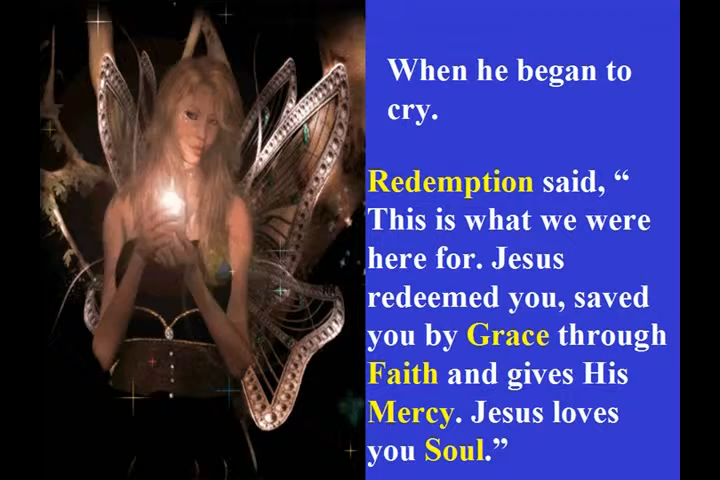 When he began to
cry.
Redemption said, “
This is what we were
here for. Jesus
redeemed you, saved
you by Grace through
Faith and gives His
Mercy. Jesus loves
you Soul.”